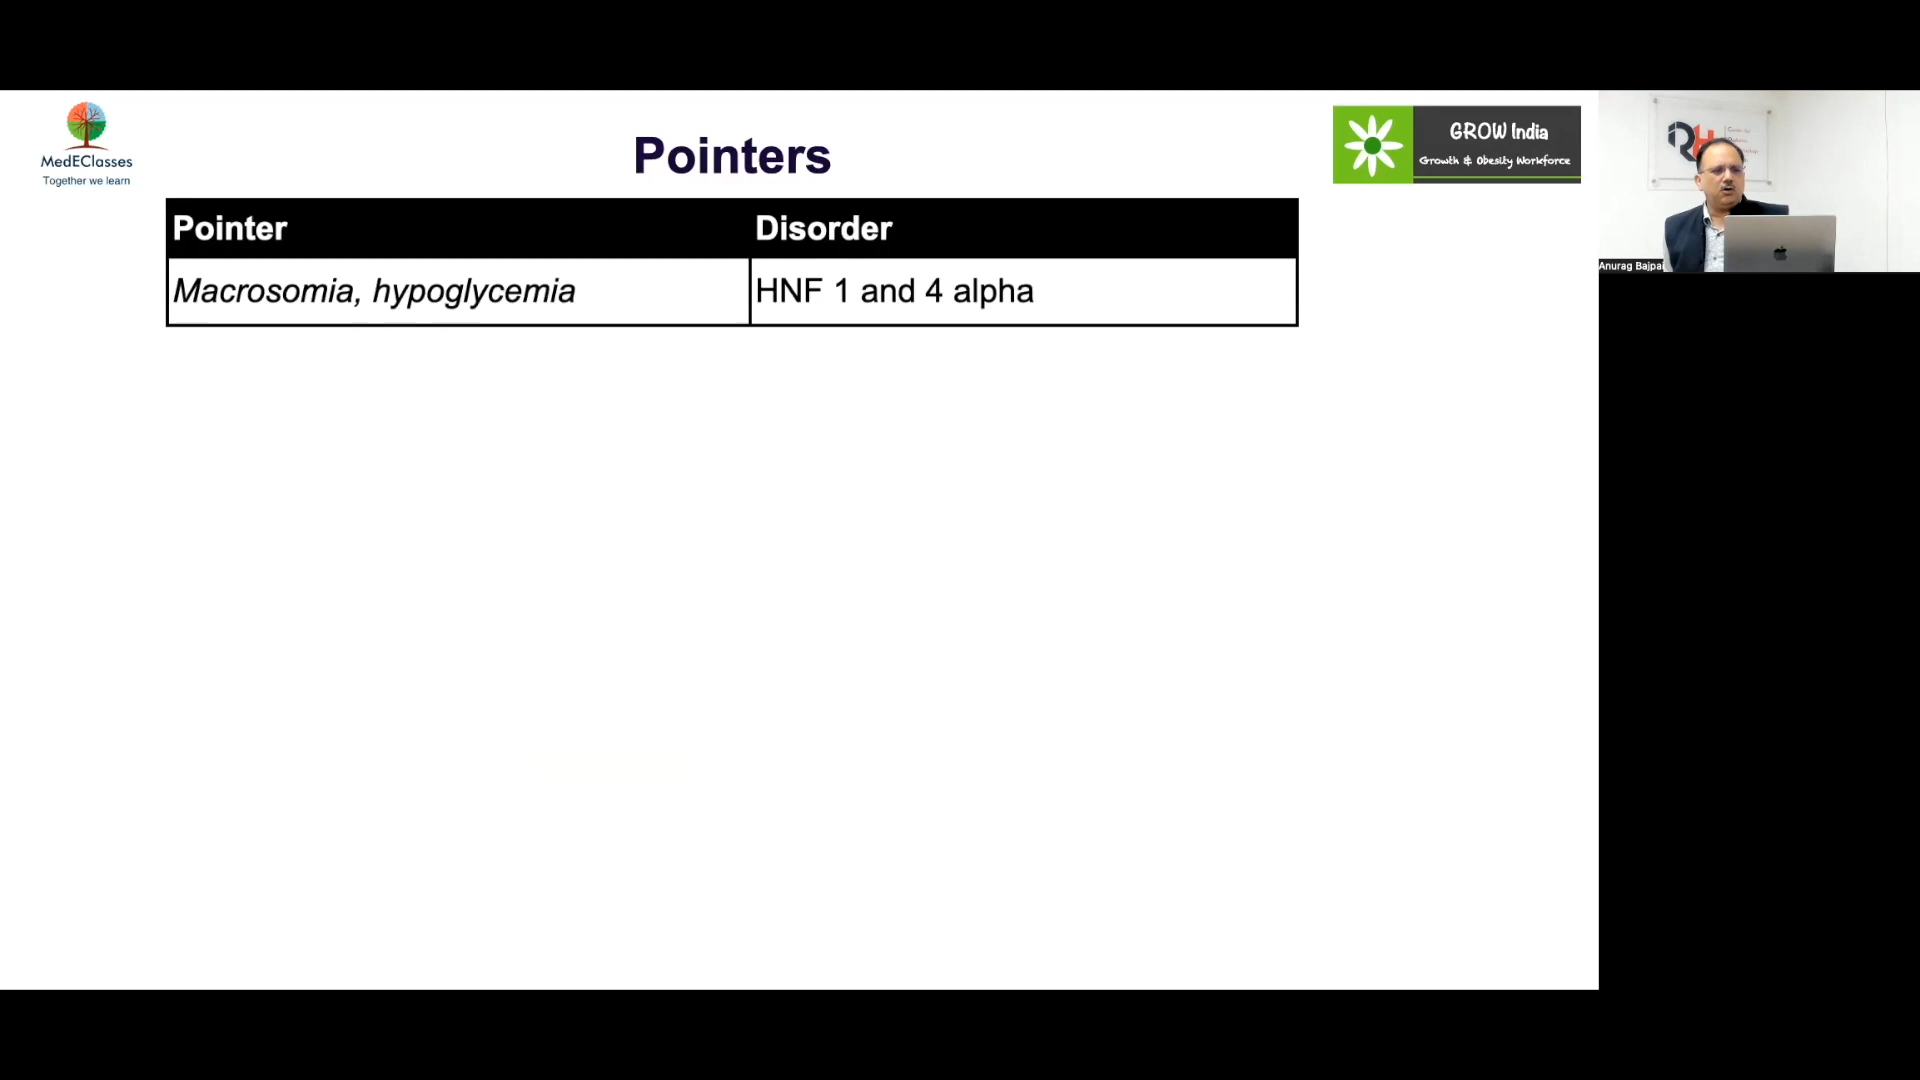 MedEClasses
Together we learn
Pointers
GROW India
Growth & Obesity Workforce
Pointer Disorder
Macrosomia, hypoglycemia HNF 1 and 4 alpha
Anurag Bajpai